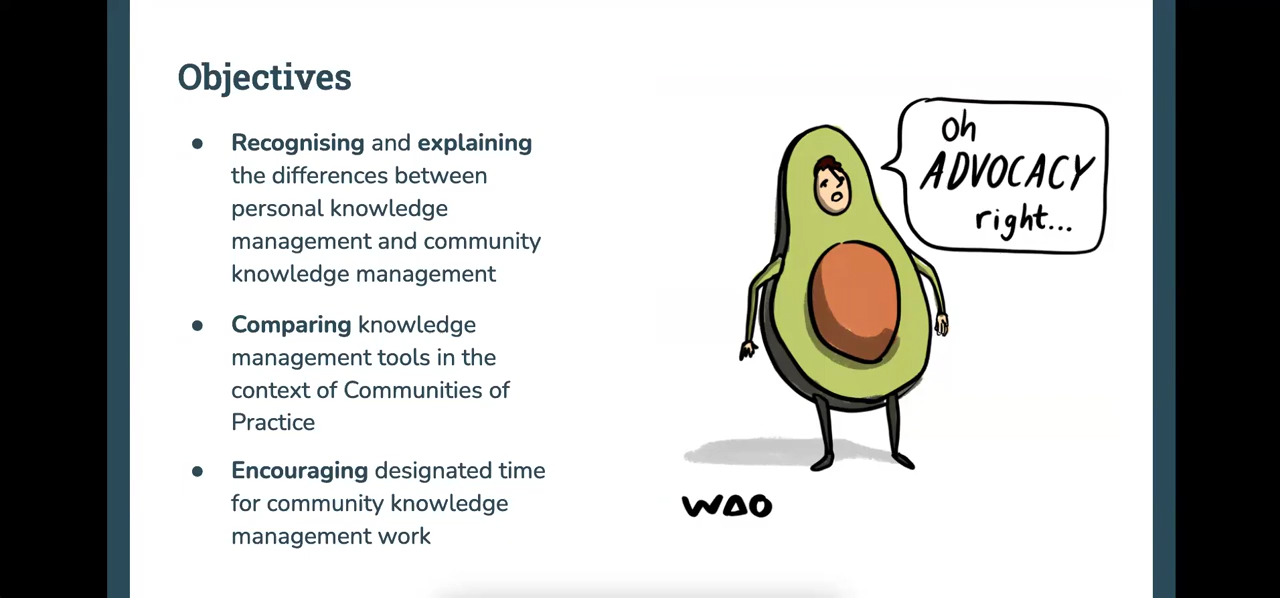 Objectives
● Recognising and explaining
the differences between
personal knowledge
management and community
knowledge management
● Comparing knowledge
management tools in the
context of Communities of
Practice
● Encouraging designated time
for community knowledge
management work
Oh
ADVOCACY
right...
WAO